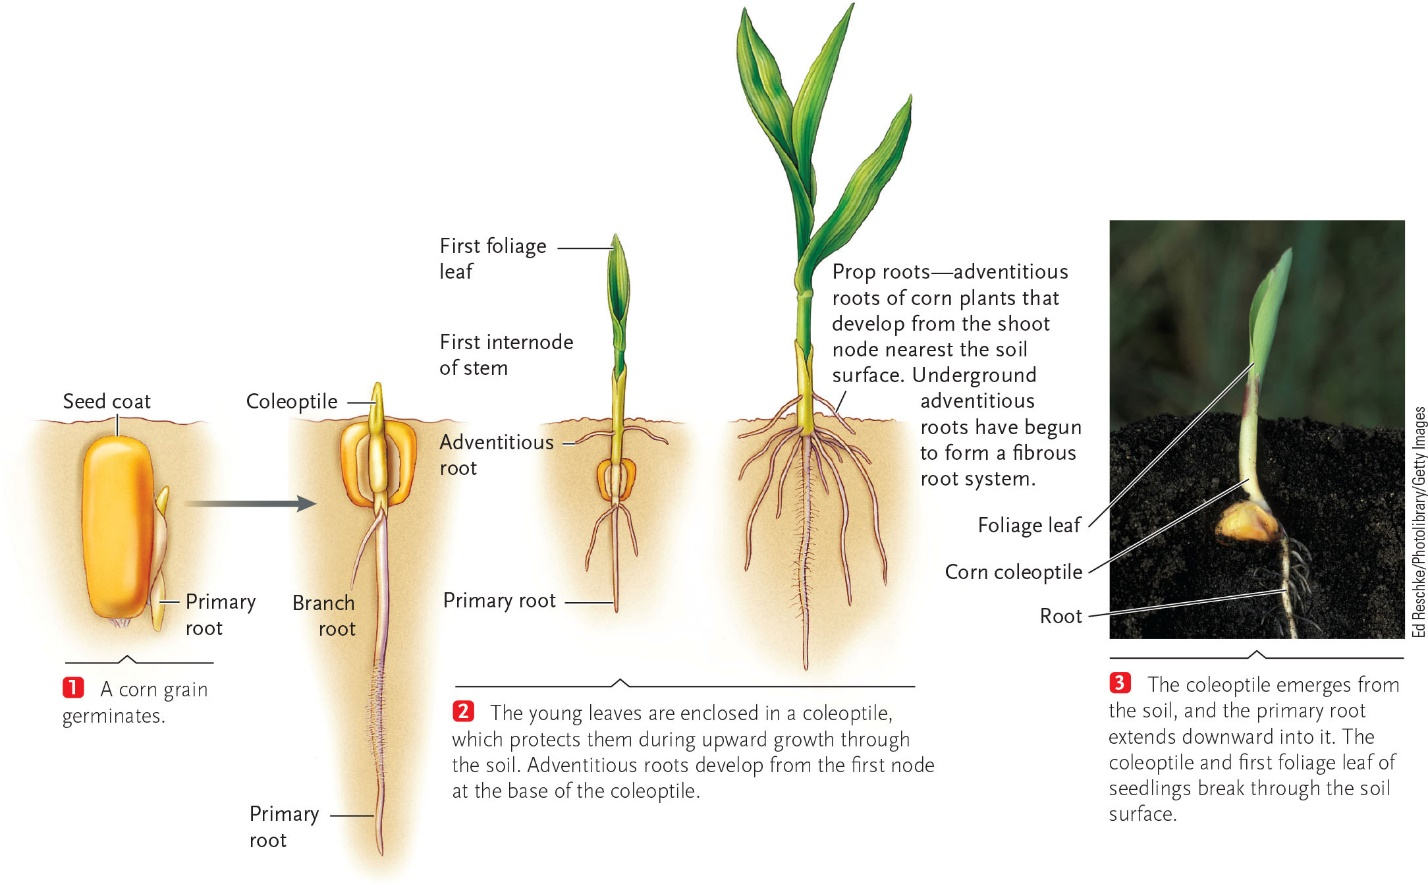 Seed coat
Primary
root
1 A corn grain
germinates.
Coleoptile
Branch
root
Primary
root
First foliage
leaf
First internode
of stem
Adventitious
root
Primary root
Prop roots—adventitious
roots of corn plants that
develop from the shoot
node nearest the soil
surface. Underground
adventitious
roots have begun
to form a fibrous
root system.
2 The young leaves are enclosed in a coleoptile,
which protects them during upward growth through
the soil. Adventitious roots develop from the first node
at the base of the coleoptile.
Foliage leaf
Corn coleoptile
Root
3 The coleoptile emerges from
the soil, and the primary root
extends downward into it. The
coleoptile and first foliage leaf of
seedlings break through the soil
surface.
Ed Reschke/Photolibrary/Getty Images